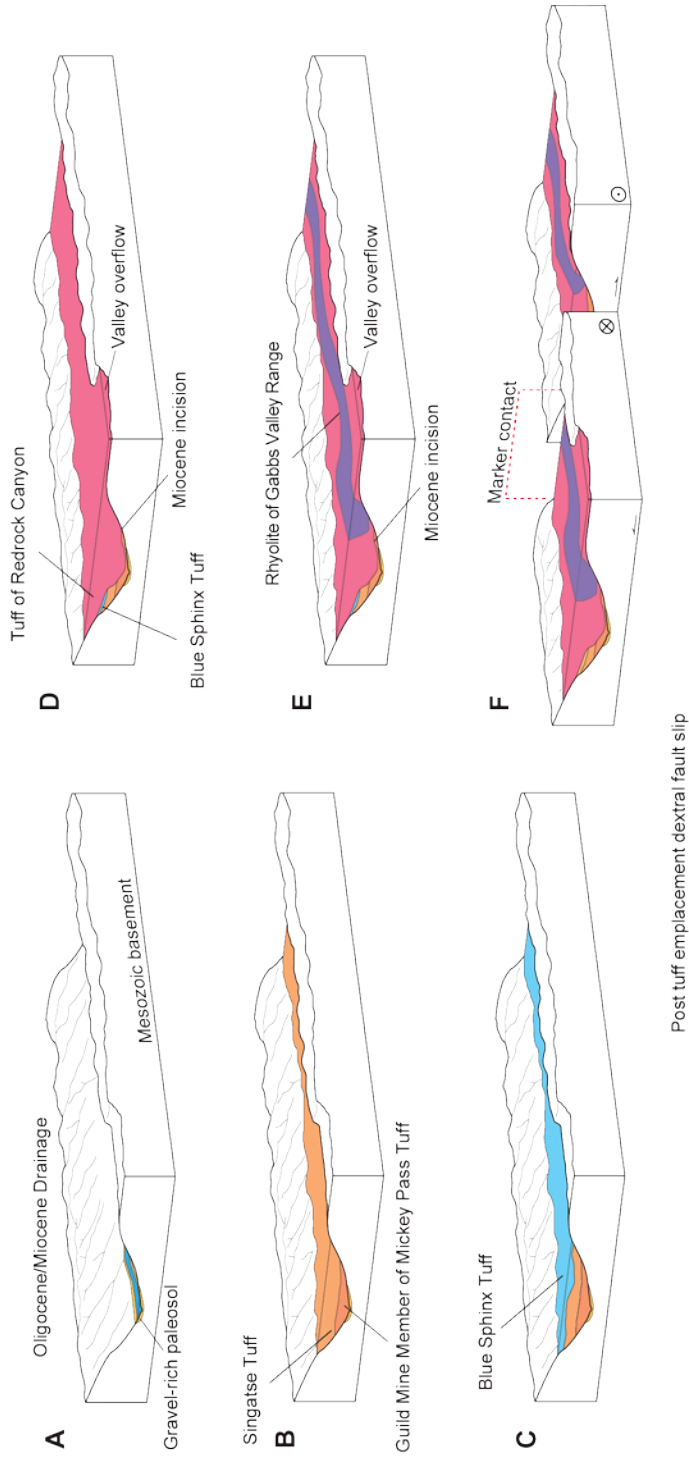 A
Oligocene/Miocene Drainage
Mesozoic basement
Gravel-rich paleosol
B
Singatse Tuff
Guild Mine Member of Mickey Pass Tuff
C
Blue Sphinx Tuff
D
Tuff of Redrock Canyon
Valley overflow
Miocene incision
Blue Sphinx Tuff
E
Rhyolite of Gabbs Valley Range
Valley overflow
Miocene incision
F
Marker contact
Post tuff emplacement dextral fault slip